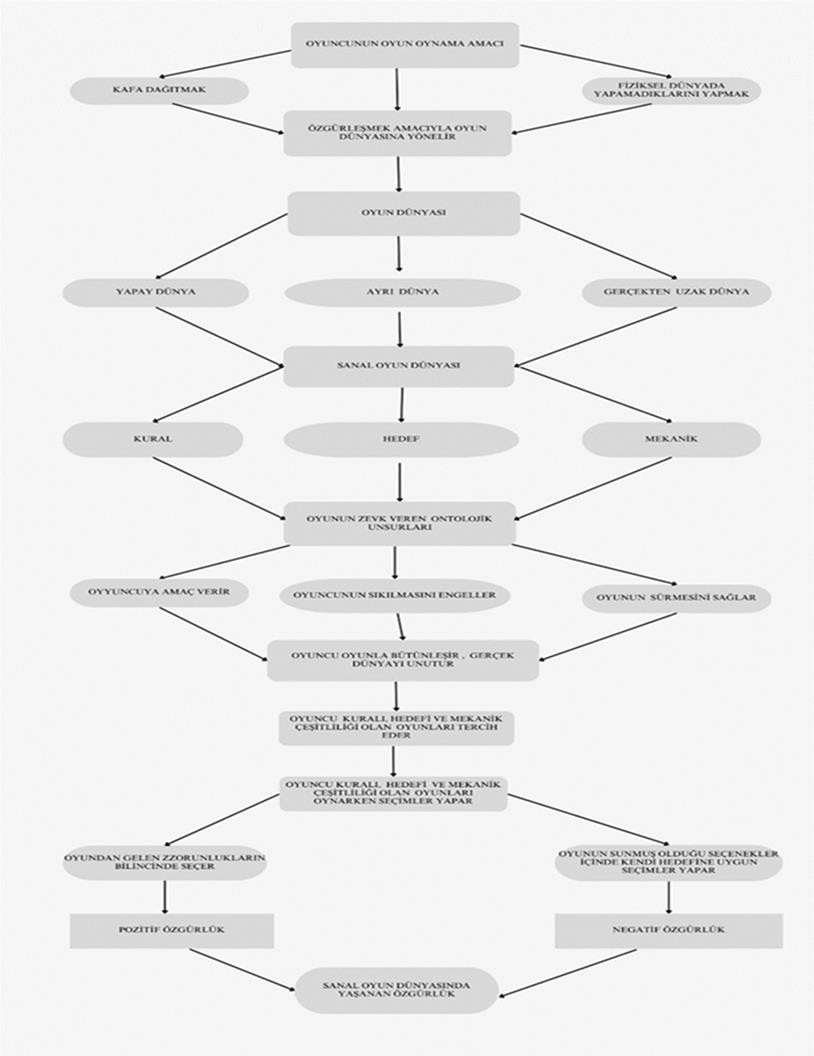 OYUNCUNUN OYUN OYNAMA AMACI
KAFA DAĞITMAK
FİZİKSEL DÜNYADA
YAPAMADIKLARINI YAPMAK
ÖZGÜRLEŞMEK AMACIYLA OYUN
DÜNYASINA YÖNELİR
OYUN DÜNYASI
YAPAY DÜNYA
AYRI DÜNYA
GERÇEKTEN UZAK DÜNYA
SANAL OYUN DÜNYASI
KURAL
HEDEF
MEKANİK
OYUNUN ZEVK VEREN ONTOLOJİK
UNSURLARI
OYYUNCUYA AMAÇ VERİR
OYUNCUNUN SIKILMASINI ENGELLER
OYUNUN SÜRMESİNİ SAĞLAR
OYUNCU OYUNLA BÜTÜNLEŞİR , GERÇEK
DÜNYAYI UNUTUR
OYUNCU KURALI, HEDEFİ VE MEKANİK
ÇEŞİTLİLİĞİ OLAN OYUNLARI TERCİH
EDER
OYUNCU KURALI, HEDEFİ VE MEKANİK
ÇEŞİTLİLİĞİ OLAN OYUNLARI
OYNARKEN SEÇİMLER YAPAR
OYUNDAN GELEN ZZORUNLUKLARIN
BİLİNCİNDE SEÇER
OYUNUN SUNMUŞ OLDUĞU SEÇENEKLER
İÇİNDE KENDİ HEDEFİNE UYGUN
SEÇİMLER YAPAR
POZİTİF ÖZGÜRLÜK
NEGATİF ÖZGÜRLÜK
SANAL OYUN DÜNYASINDA
YAŞANAN ÖZGÜRLÜK